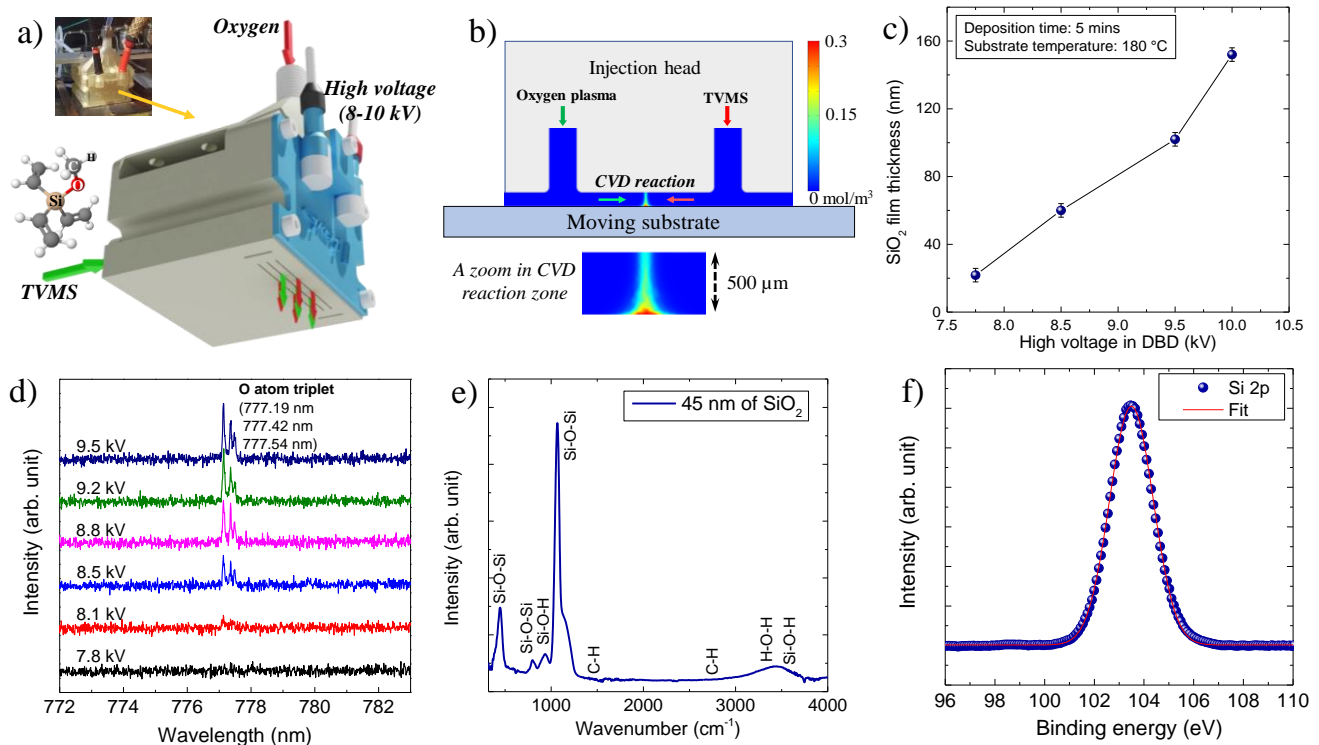 a)
Oxygen
High voltage
(8-10 kV)
H
C
O
Si
TVMS
b)
Injection head
Oxygen plasma
TVMS
CVD reaction
Moving substrate
0.3
0.15
0 mol/m³
A zoom in CVD
reaction zone
500 µm
c)
Deposition time: 5 mins
Substrate temperature: 180 °C
SiO₂ film thickness (nm)
160
120
80
40
0
7.5 8.0 8.5 9.0 9.5 10.0 10.5
High voltage in DBD (kV)
d)
O atom triplet
(777.19 nm
777.42 nm
777.54 nm)
9.5 kV
9.2 kV
8.8 kV
8.5 kV
8.1 kV
7.8 kV
Intensity (arb. unit)
772 774 776 778 780 782
Wavelength (nm)
e)
45 nm of SiO₂
Si-O-Si
Si-O-Si
Si-O-H
Si-O-Si
C-H
C-H
H-O-H
Si-O-H
Intensity (arb. unit)
1000 2000 3000 4000
Wavenumber (cm⁻¹)
f)
Si 2p
Fit
Intensity (arb. unit)
96 98 100 102 104 106 108 110
Binding energy (eV)